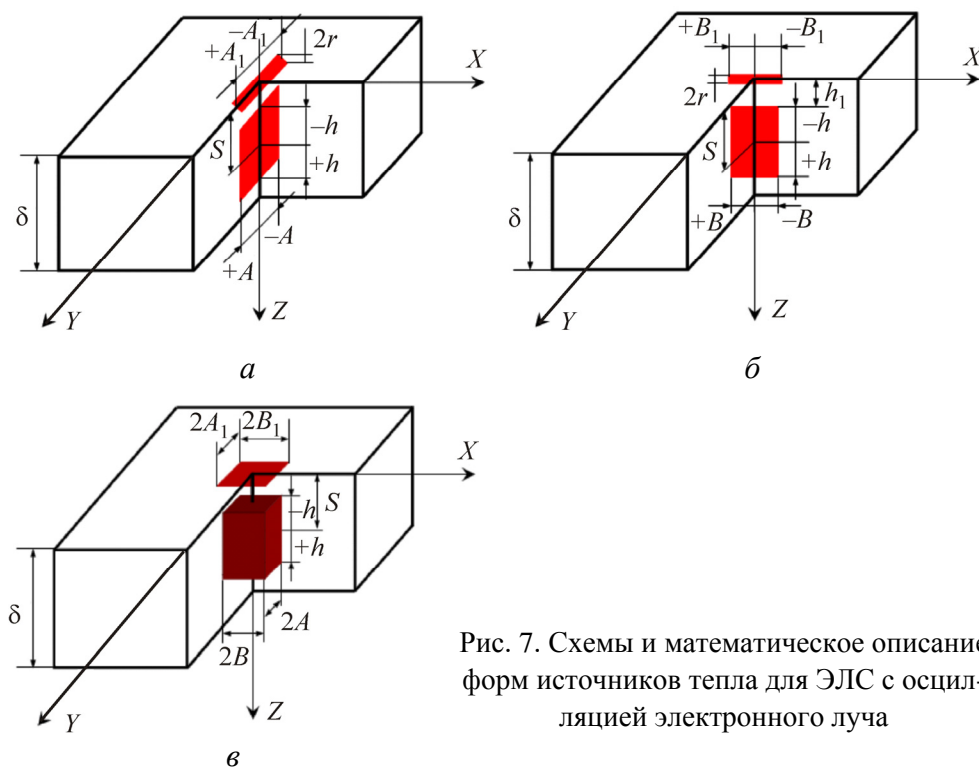 +A₁
−A₁
2r
X
S
−h
+h
δ
−A
+A
Y
Z
а
+B₁
−B₁
X
2r
h₁
S
−h
+h
δ
+B
−B
Y
Z
б
2A₁
2B₁
X
S
−h
+h
δ
2A
2B
Y
Z
в
Рис. 7. Схемы и математическое описание
форм источников тепла для ЭЛС с осцил-
ляцией электронного луча